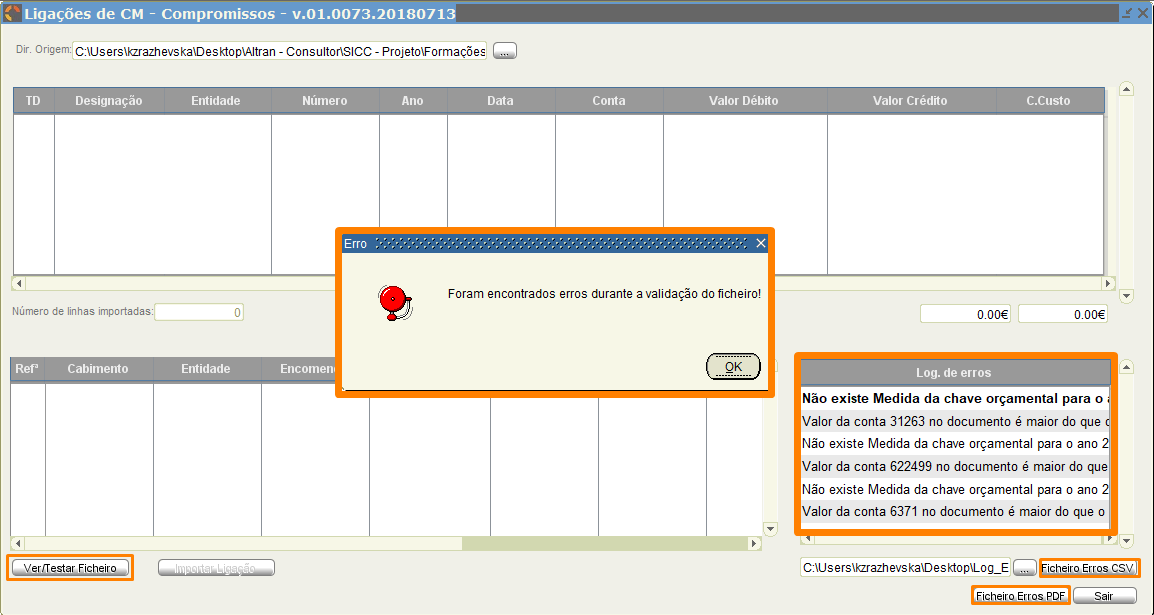 Ligações de CM - Compromissos - v.01.0073.20180713
Dir. Origem: C:\Users\kzrazhevska\Desktop\Altran - Consultor\SICC - Projeto\Formações ...
TD Designação Entidade Número Ano Data Conta Valor Débito Valor Crédito C.Custo
Erro
Foram encontrados erros durante a validação do ficheiro!
OK
Número de linhas importadas: 0
0.00€ 0.00€
Refª Cabimento Entidade Encomen
Log. de erros
Não existe Medida da chave orçamental para o a
Valor da conta 31263 no documento é maior do que o
Não existe Medida da chave orçamental para o ano 2
Valor da conta 622499 no documento é maior do que
Não existe Medida da chave orçamental para o ano 2
Valor da conta 6371 no documento é maior do que o
Ver/Testar Ficheiro Importar Ligação C:\Users\kzrazhevska\Desktop\Log_E ... Ficheiro Erros CSV
Ficheiro Erros PDF Sair